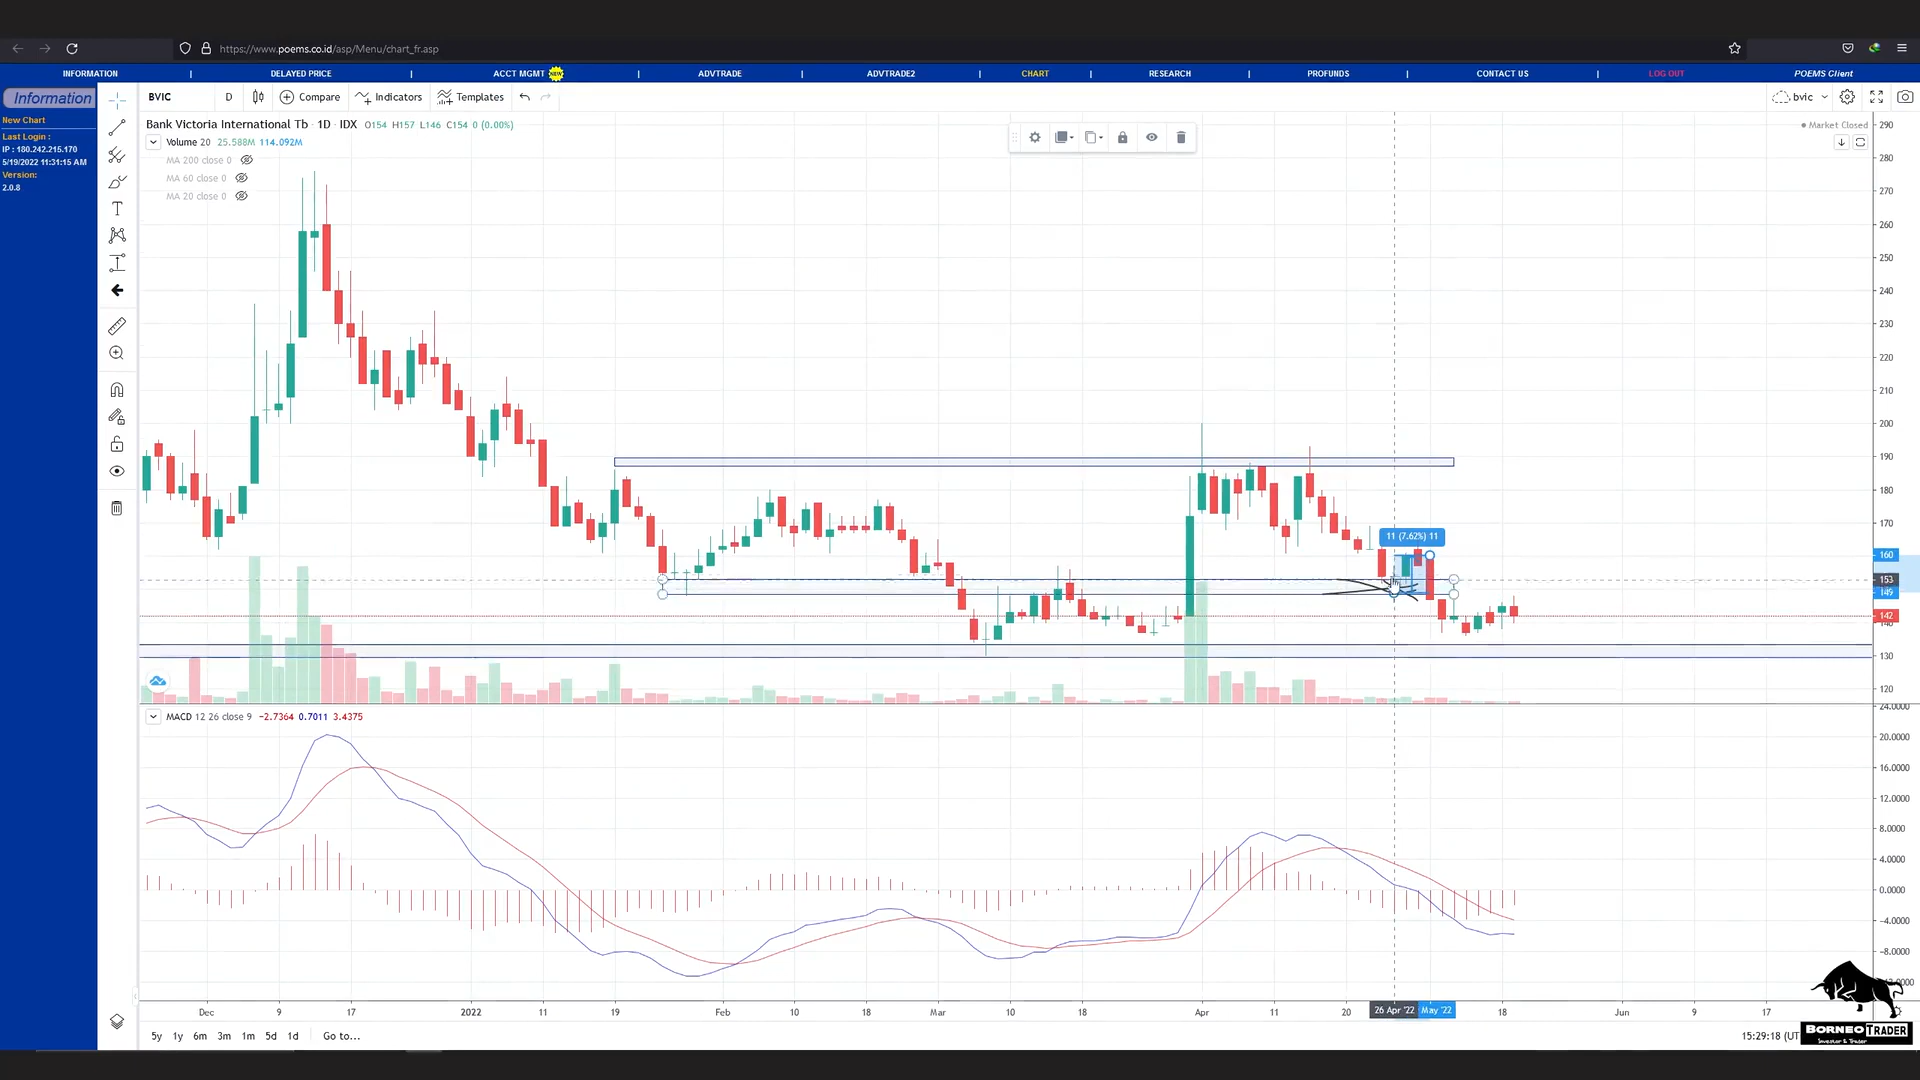 https://www.poems.co.id/asp/Menu/chart_fr.asp
INFORMATION | DELAYED PRICE | ACCT MGMT NEW | ADVTRADE | ADVTRADE2 | CHART | RESEARCH | PROFUNDS | CONTACT US | LOG OUT POEMS Client
Information
New Chart
Last Login :
IP : 180.242.215.170
5/19/2022 11:31:15 AM
Version:
2.0.8
BVIC D Compare Indicators Templates bvic
Bank Victoria International Tb · 1D · IDX O154 H157 L146 C154 0 (0.00%)
Market Closed
Volume 20 25.588M 114.092M
MA 200 close 0
MA 60 close 0
MA 20 close 0
290
280
270
260
250
240
230
220
210
200
190
180
170
11 (7.62%) 11
160
153
149
142
140
130
120
MACD 12 26 close 9 −2.7364 0.7011 3.4375
24.0000
20.0000
16.0000
12.0000
8.0000
4.0000
0.0000
−4.0000
−8.0000
Dec 9 17 2022 11 19 Feb 10 18 Mar 10 18 Apr 11 20 26 Apr '22 May '22 18 Jun 9 17
5y 1y 6m 3m 1m 5d 1d Go to...
15:29:18 (UT
BORNEO TRADER
Investor & Trader